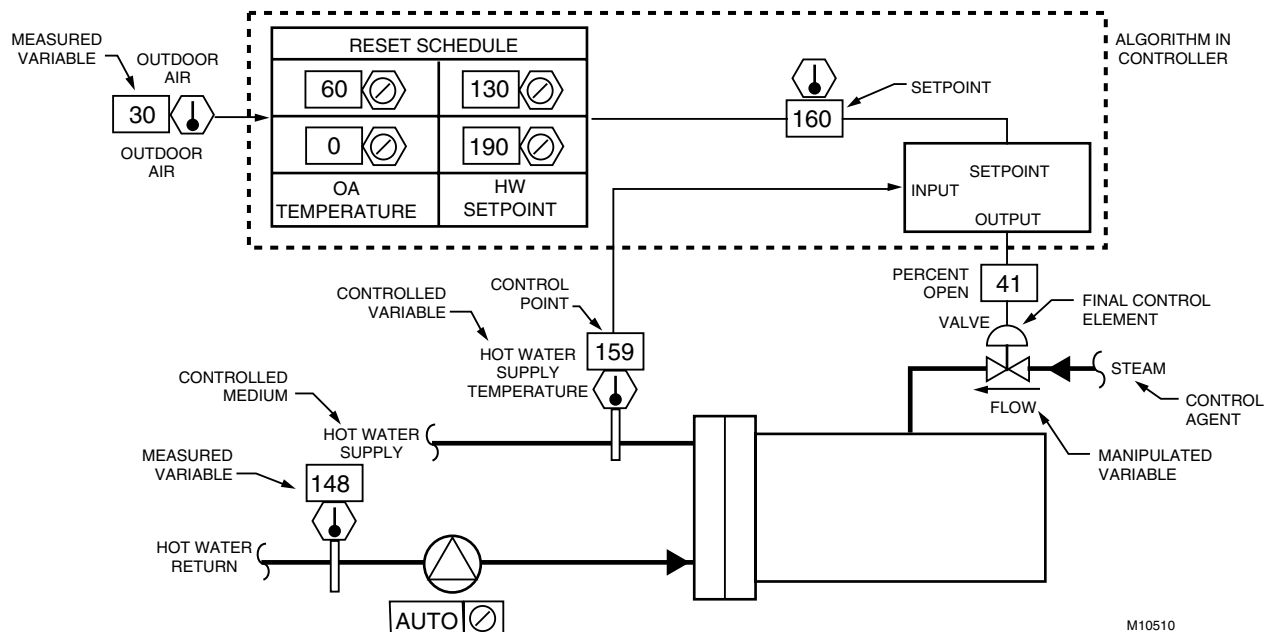 MEASURED
VARIABLE
OUTDOOR
AIR
30
OUTDOOR
AIR
RESET SCHEDULE
60
130
0
190
OA
TEMPERATURE
HW
SETPOINT
160
SETPOINT
ALGORITHM IN
CONTROLLER
SETPOINT
INPUT
OUTPUT
PERCENT
OPEN
41
VALVE
FINAL CONTROL
ELEMENT
STEAM
FLOW
CONTROL
AGENT
MANIPULATED
VARIABLE
CONTROLLED
VARIABLE
CONTROL
POINT
159
HOT WATER
SUPPLY
TEMPERATURE
CONTROLLED
MEDIUM
HOT WATER
SUPPLY
MEASURED
VARIABLE
148
HOT WATER
RETURN
AUTO
M10510